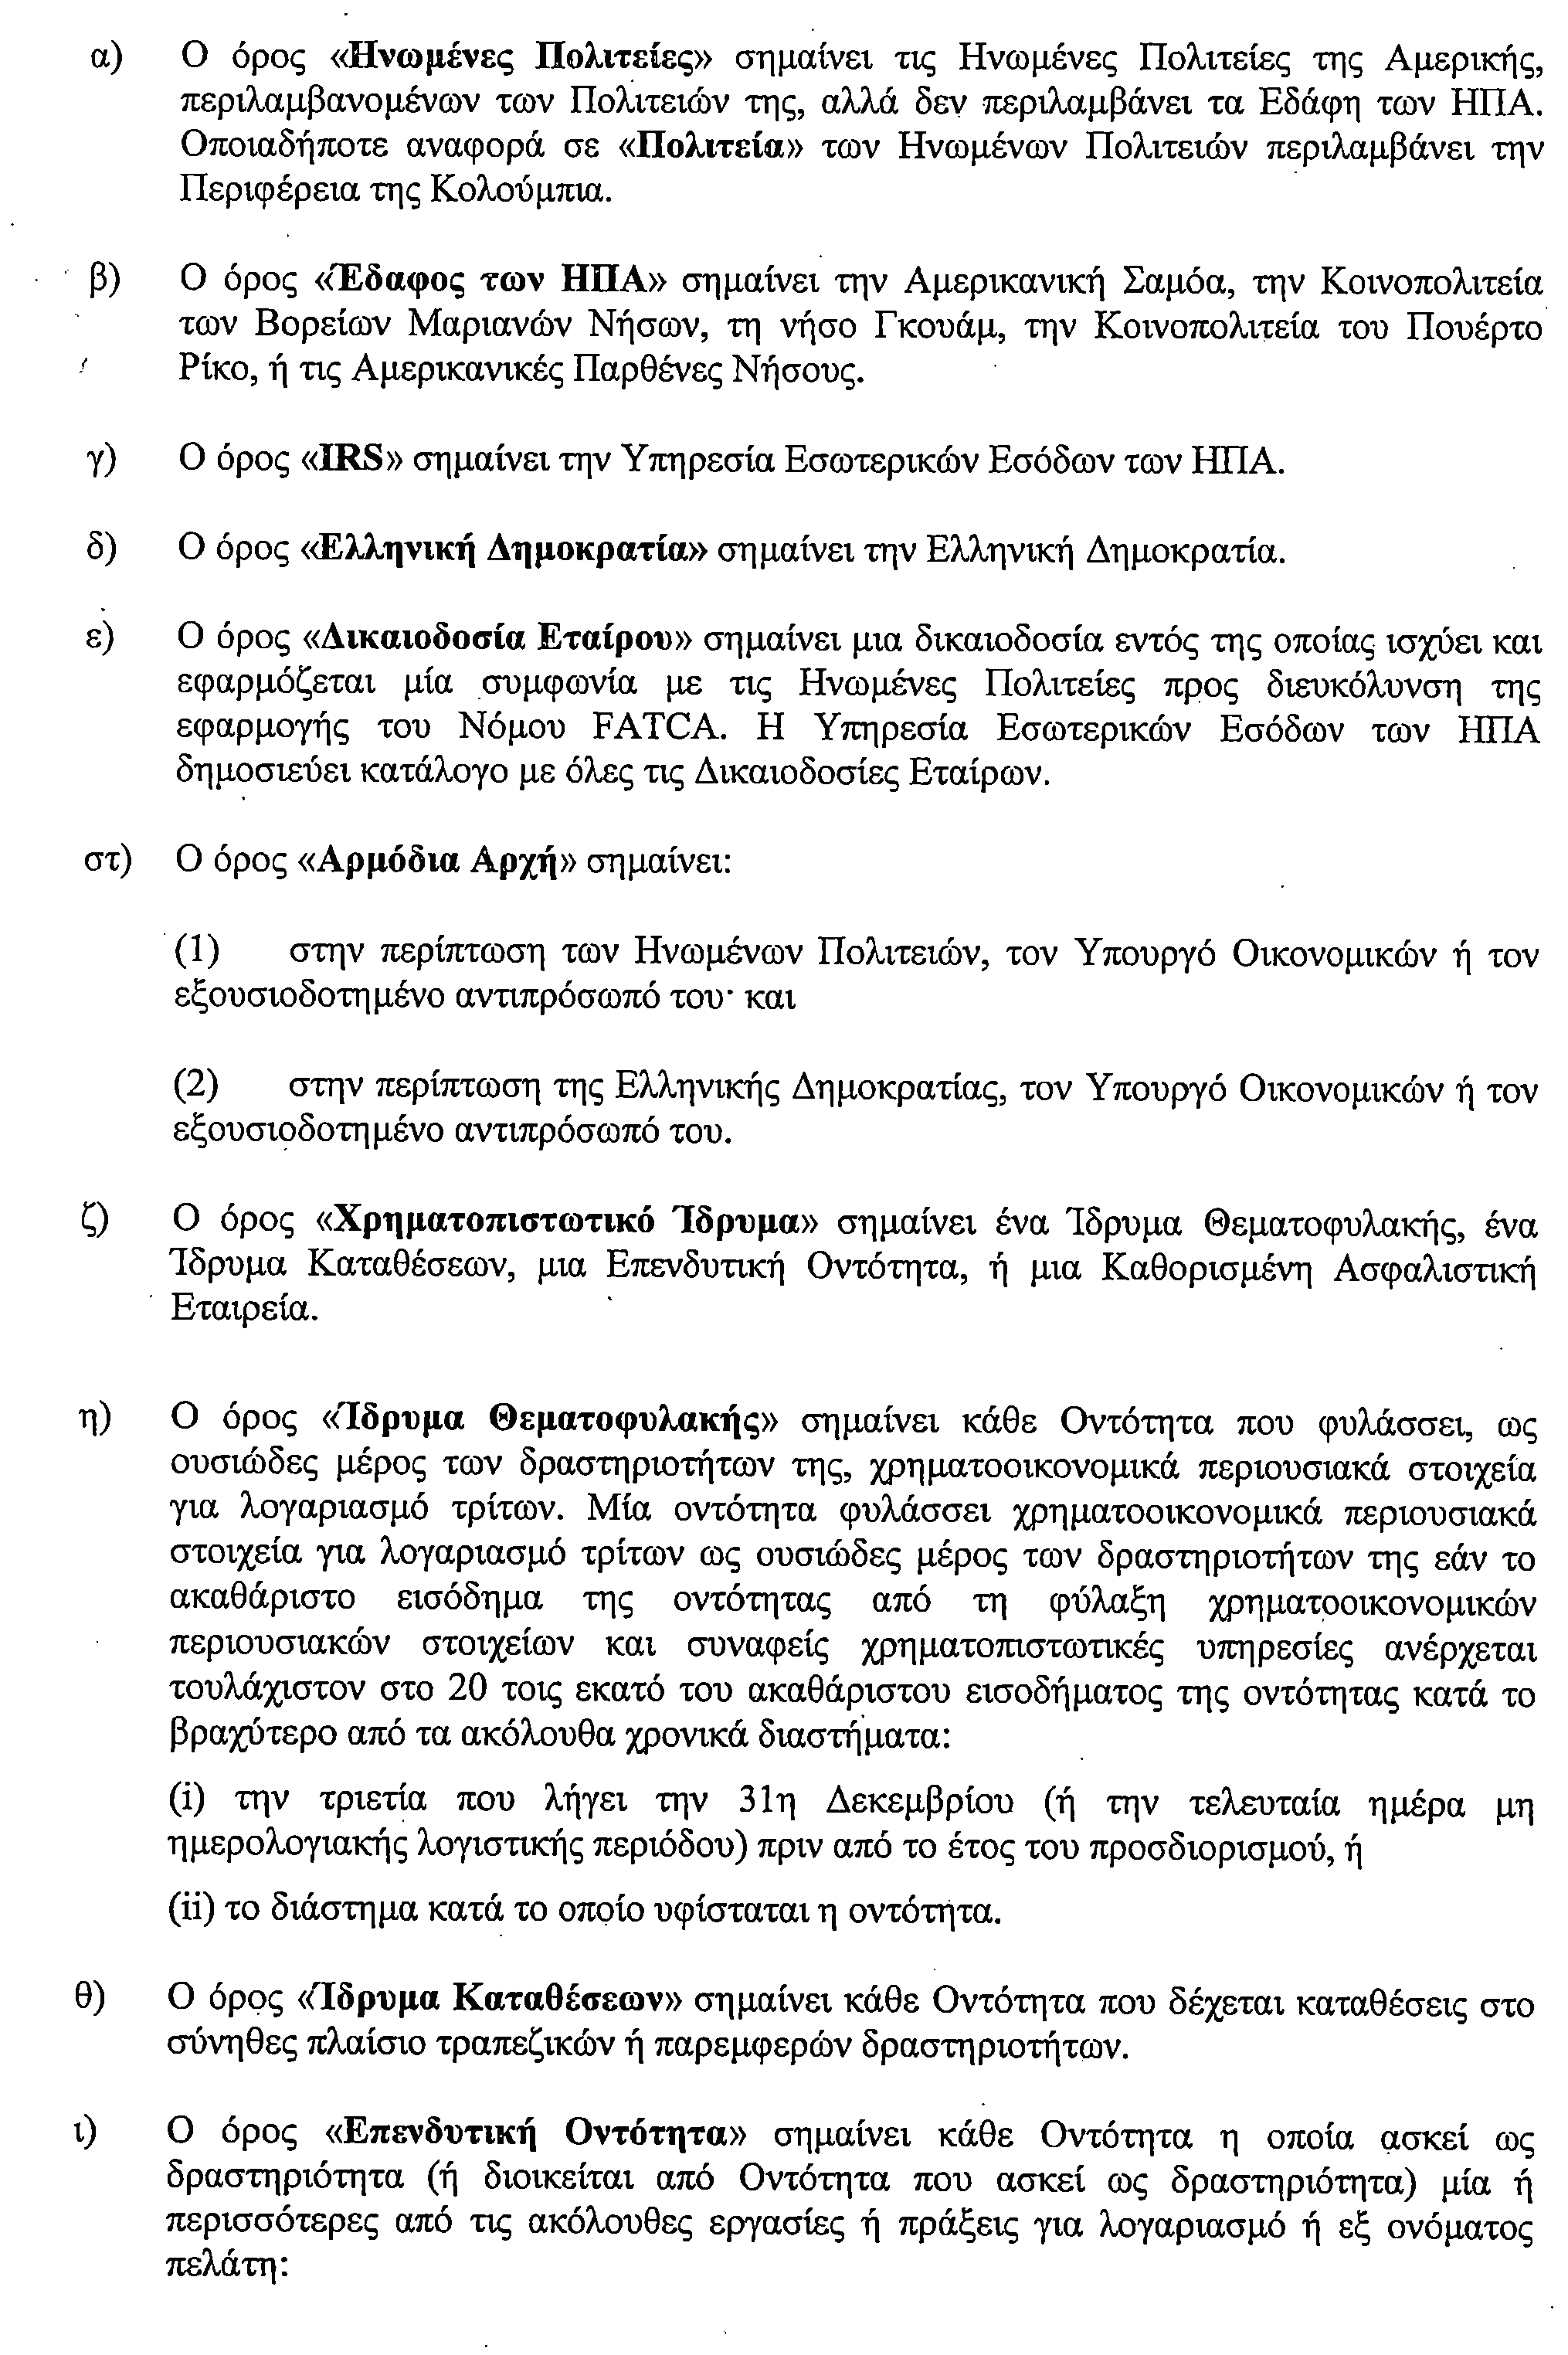 α) Ο όρος «Ηνωμένες Πολιτείες» σημαίνει τις Ηνωμένες Πολιτείες της Αμερικής,
περιλαμβανομένων των Πολιτειών της, αλλά δεν περιλαμβάνει τα Εδάφη των ΗΠΑ.
Οποιαδήποτε αναφορά σε «Πολιτεία» των Ηνωμένων Πολιτειών περιλαμβάνει την
Περιφέρεια της Κολούμπια.
β) Ο όρος «Έδαφος των ΗΠΑ» σημαίνει την Αμερικανική Σαμόα, την Κοινοπολιτεία
των Βορείων Μαριανών Νήσων, τη νήσο Γκουάμ, την Κοινοπολιτεία του Πουέρτο
Ρίκο, ή τις Αμερικανικές Παρθένες Νήσους.
γ) Ο όρος «IRS» σημαίνει την Υπηρεσία Εσωτερικών Εσόδων των ΗΠΑ.
δ) Ο όρος «Ελληνική Δημοκρατία» σημαίνει την Ελληνική Δημοκρατία.
ε) Ο όρος «Δικαιοδοσία Εταίρου» σημαίνει μια δικαιοδοσία εντός της οποίας ισχύει και
εφαρμόζεται μία συμφωνία με τις Ηνωμένες Πολιτείες προς διευκόλυνση της
εφαρμογής του Νόμου FATCA. Η Υπηρεσία Εσωτερικών Εσόδων των ΗΠΑ
δημοσιεύει κατάλογο με όλες τις Δικαιοδοσίες Εταίρων.
στ) Ο όρος «Αρμόδια Αρχή» σημαίνει:
(1) στην περίπτωση των Ηνωμένων Πολιτειών, τον Υπουργό Οικονομικών ή τον
εξουσιοδοτημένο αντιπρόσωπό του· και
(2) στην περίπτωση της Ελληνικής Δημοκρατίας, τον Υπουργό Οικονομικών ή τον
εξουσιοδοτημένο αντιπρόσωπό του.
ζ) Ο όρος «Χρηματοπιστωτικό Ίδρυμα» σημαίνει ένα Ίδρυμα Θεματοφυλακής, ένα
Ίδρυμα Καταθέσεων, μια Επενδυτική Οντότητα, ή μια Καθορισμένη Ασφαλιστική
Εταιρεία.
η) Ο όρος «Ίδρυμα Θεματοφυλακής» σημαίνει κάθε Οντότητα που φυλάσσει, ως
ουσιώδες μέρος των δραστηριοτήτων της, χρηματοοικονομικά περιουσιακά στοιχεία
για λογαριασμό τρίτων. Μία οντότητα φυλάσσει χρηματοοικονομικά περιουσιακά
στοιχεία για λογαριασμό τρίτων ως ουσιώδες μέρος των δραστηριοτήτων της εάν το
ακαθάριστο εισόδημα της οντότητας από τη φύλαξη χρηματοοικονομικών
περιουσιακών στοιχείων και συναφείς χρηματοπιστωτικές υπηρεσίες ανέρχεται
τουλάχιστον στο 20 τοις εκατό του ακαθάριστου εισοδήματος της οντότητας κατά το
βραχύτερο από τα ακόλουθα χρονικά διαστήματα:
(i) την τριετία που λήγει την 31η Δεκεμβρίου (ή την τελευταία ημέρα μη
ημερολογιακής λογιστικής περιόδου) πριν από το έτος του προσδιορισμού, ή
(ii) το διάστημα κατά το οποίο υφίσταται η οντότητα.
θ) Ο όρος «Ίδρυμα Καταθέσεων» σημαίνει κάθε Οντότητα που δέχεται καταθέσεις στο
σύνηθες πλαίσιο τραπεζικών ή παρεμφερών δραστηριοτήτων.
ι) Ο όρος «Επενδυτική Οντότητα» σημαίνει κάθε Οντότητα η οποία ασκεί ως
δραστηριότητα (ή διοικείται από Οντότητα που ασκεί ως δραστηριότητα) μία ή
περισσότερες από τις ακόλουθες εργασίες ή πράξεις για λογαριασμό ή εξ ονόματος
πελάτη: